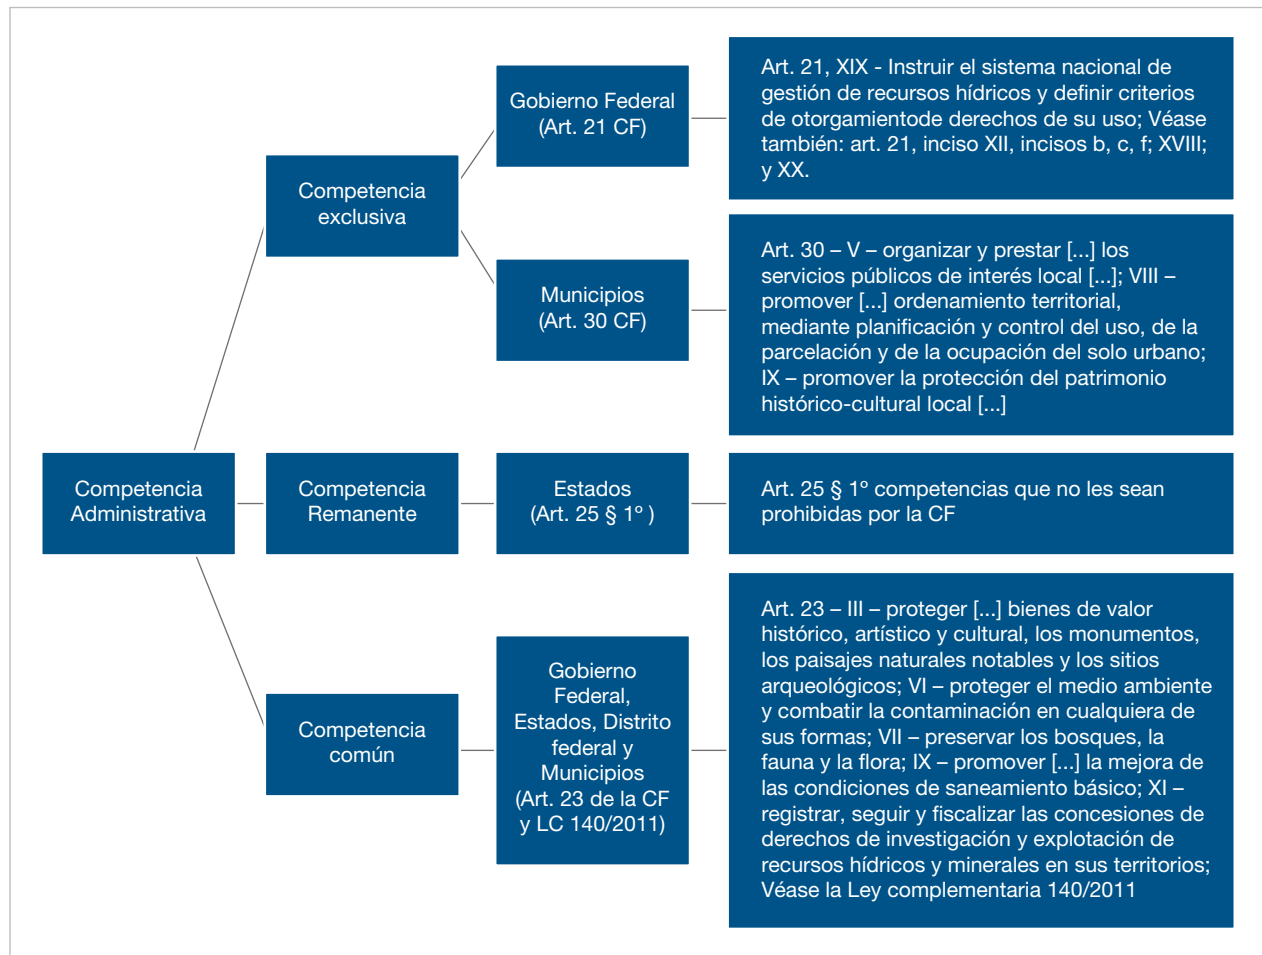 Competencia
Administrativa
Competencia
exclusiva
Gobierno Federal
(Art. 21 CF)
Art. 21, XIX - Instruir el sistema nacional de
gestión de recursos hídricos y definir criterios
de otorgamientode derechos de su uso; Véase
también: art. 21, inciso XII, incisos b, c, f; XVIII;
y XX.
Municipios
(Art. 30 CF)
Art. 30 – V – organizar y prestar [...] los
servicios públicos de interés local [...]; VIII –
promover [...] ordenamiento territorial,
mediante planificación y control del uso, de la
parcelación y de la ocupación del solo urbano;
IX – promover la protección del patrimonio
histórico-cultural local [...]
Competencia
Remanente
Estados
(Art. 25 § 1º )
Art. 25 § 1º competencias que no les sean
prohibidas por la CF
Competencia
común
Gobierno
Federal,
Estados, Distrito
federal y
Municipios
(Art. 23 de la CF
y LC 140/2011)
Art. 23 – III – proteger [...] bienes de valor
histórico, artístico y cultural, los monumentos,
los paisajes naturales notables y los sitios
arqueológicos; VI – proteger el medio ambiente
y combatir la contaminación en cualquiera de
sus formas; VII – preservar los bosques, la
fauna y la flora; IX – promover [...] la mejora de
las condiciones de saneamiento básico; XI –
registrar, seguir y fiscalizar las concesiones de
derechos de investigación y explotación de
recursos hídricos y minerales en sus territorios;
Véase la Ley complementaria 140/2011